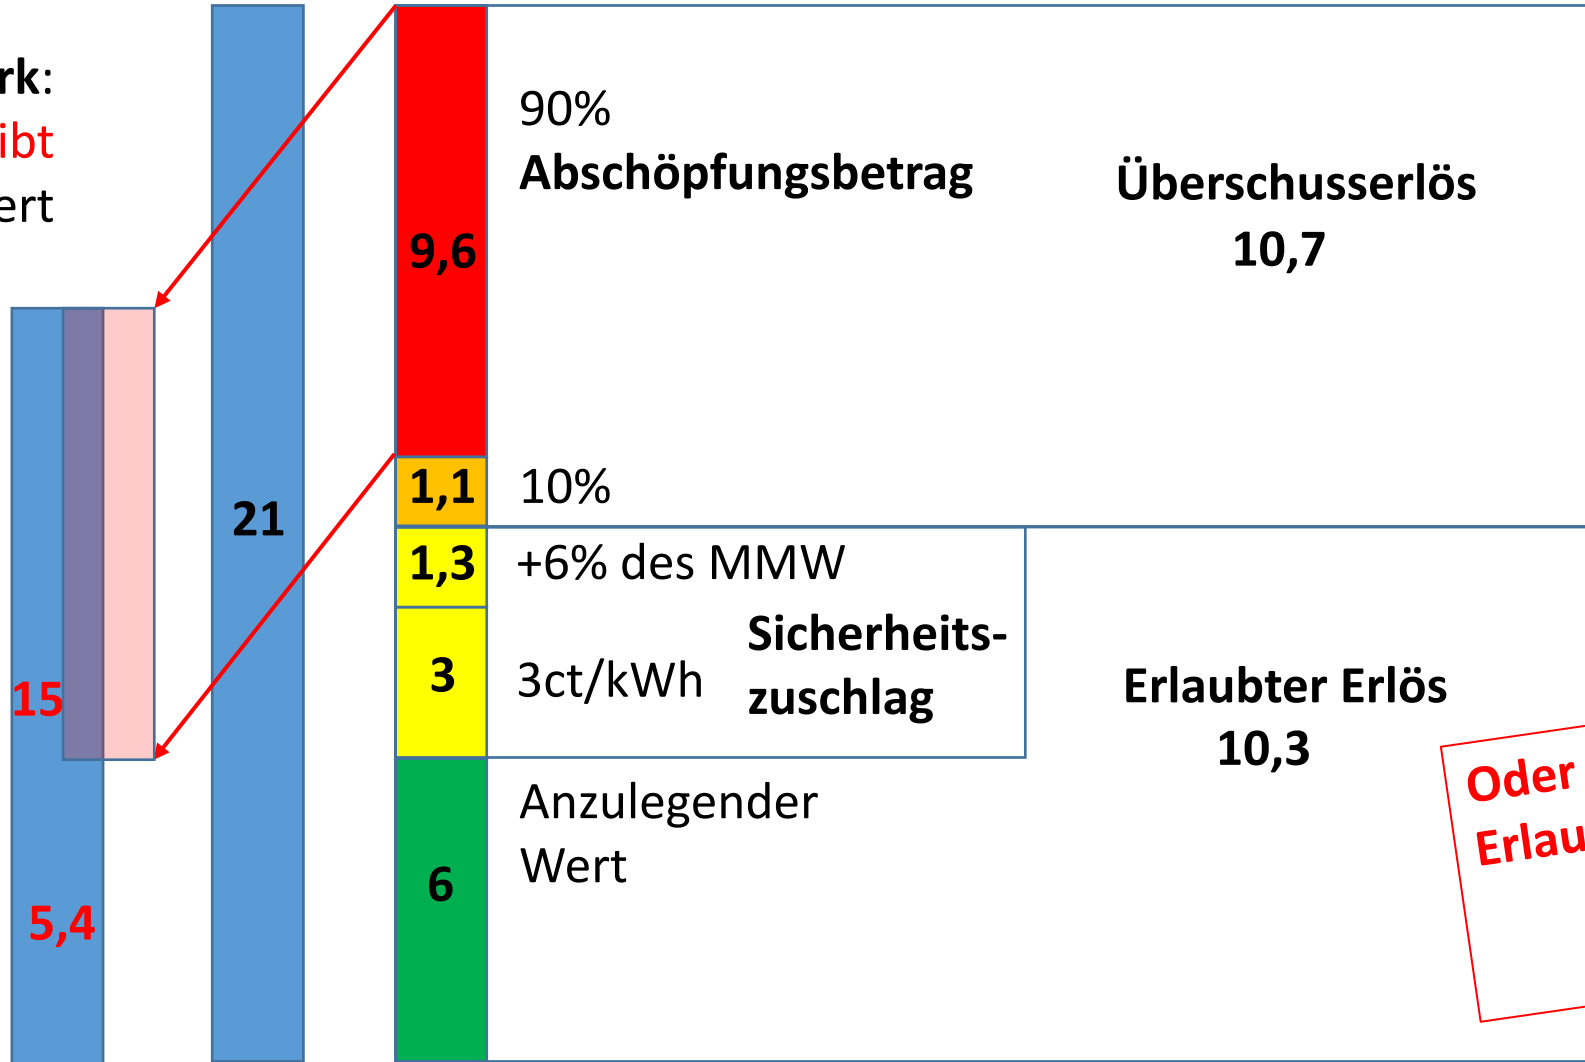 rk:
ibt
ert
15
5,4
21
9,6
1,1
1,3
3
6
90%
Abschöpfungsbetrag
10%
+6% des MMW
3ct/kWh
Sicherheits-
zuschlag
Anzulegender
Wert
Überschusserlös
10,7
Erlaubter Erlös
10,3
Oder
Erlau